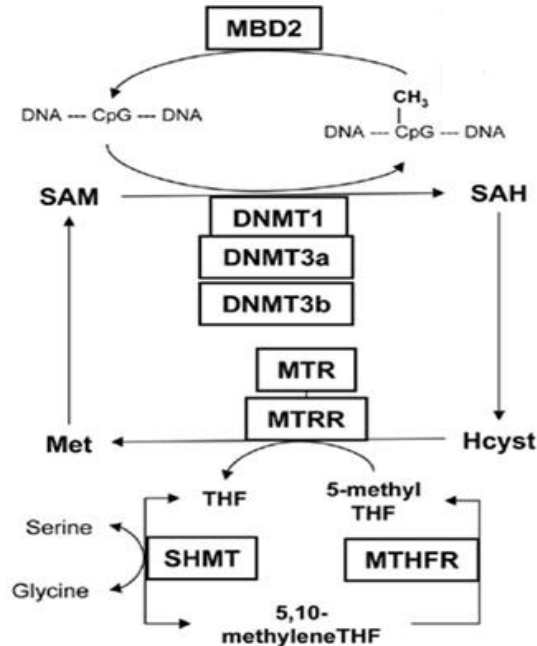 MBD2
CH₃
DNA --- CpG --- DNA
DNA --- CpG --- DNA
SAM
SAH
DNMT1
DNMT3a
DNMT3b
MTR
MTRR
Met
Hcyst
THF
5-methyl
THF
Serine
SHMT
MTHFR
Glycine
5,10-
methyleneTHF